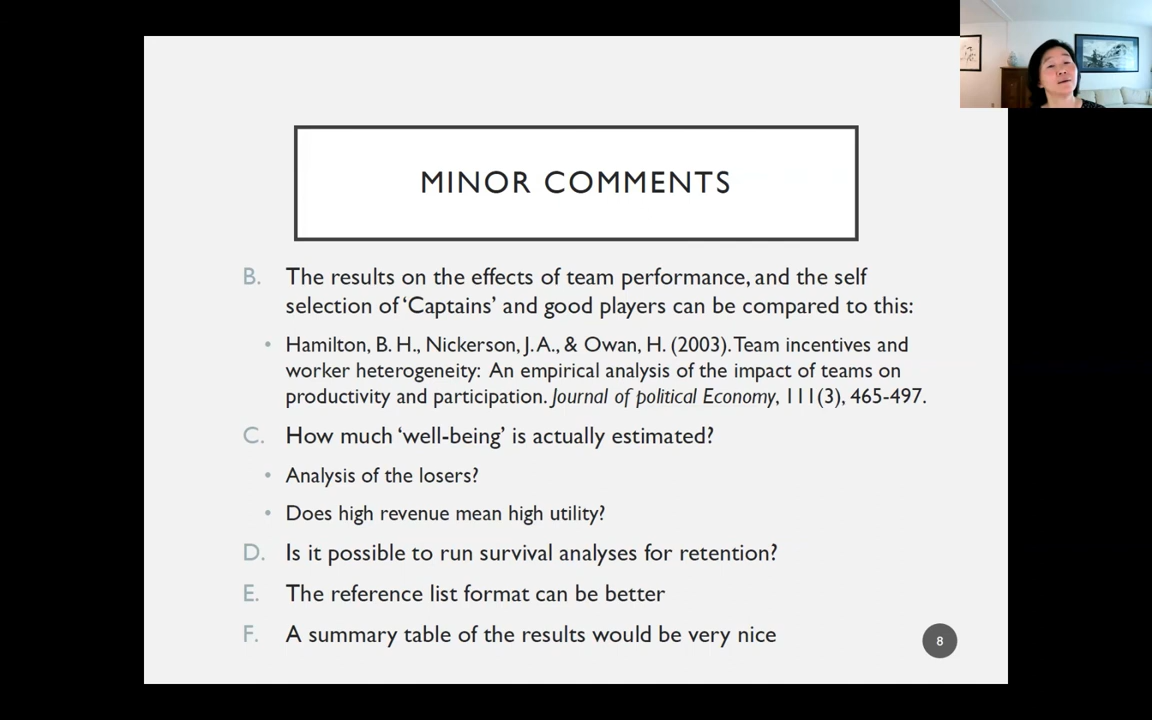 MINOR COMMENTS
B. The results on the effects of team performance, and the self
selection of ‘Captains’ and good players can be compared to this:
• Hamilton, B. H., Nickerson, J. A., & Owan, H. (2003). Team incentives and
worker heterogeneity: An empirical analysis of the impact of teams on
productivity and participation. Journal of political Economy, 111(3), 465-497.
C. How much ‘well-being’ is actually estimated?
• Analysis of the losers?
• Does high revenue mean high utility?
D. Is it possible to run survival analyses for retention?
E. The reference list format can be better
F. A summary table of the results would be very nice
8